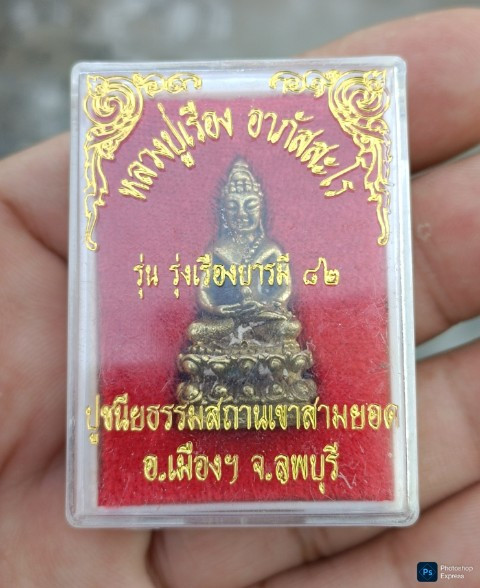 หลวงปู่เรือง อาภัสสะโร
รุ่น รุ่งเรืองบารมี ๘๒
ปูชนียธรรมสถานเขาสามยอด
อ.เมืองฯ จ.ลพบุรี
Ps
Photoshop
Express